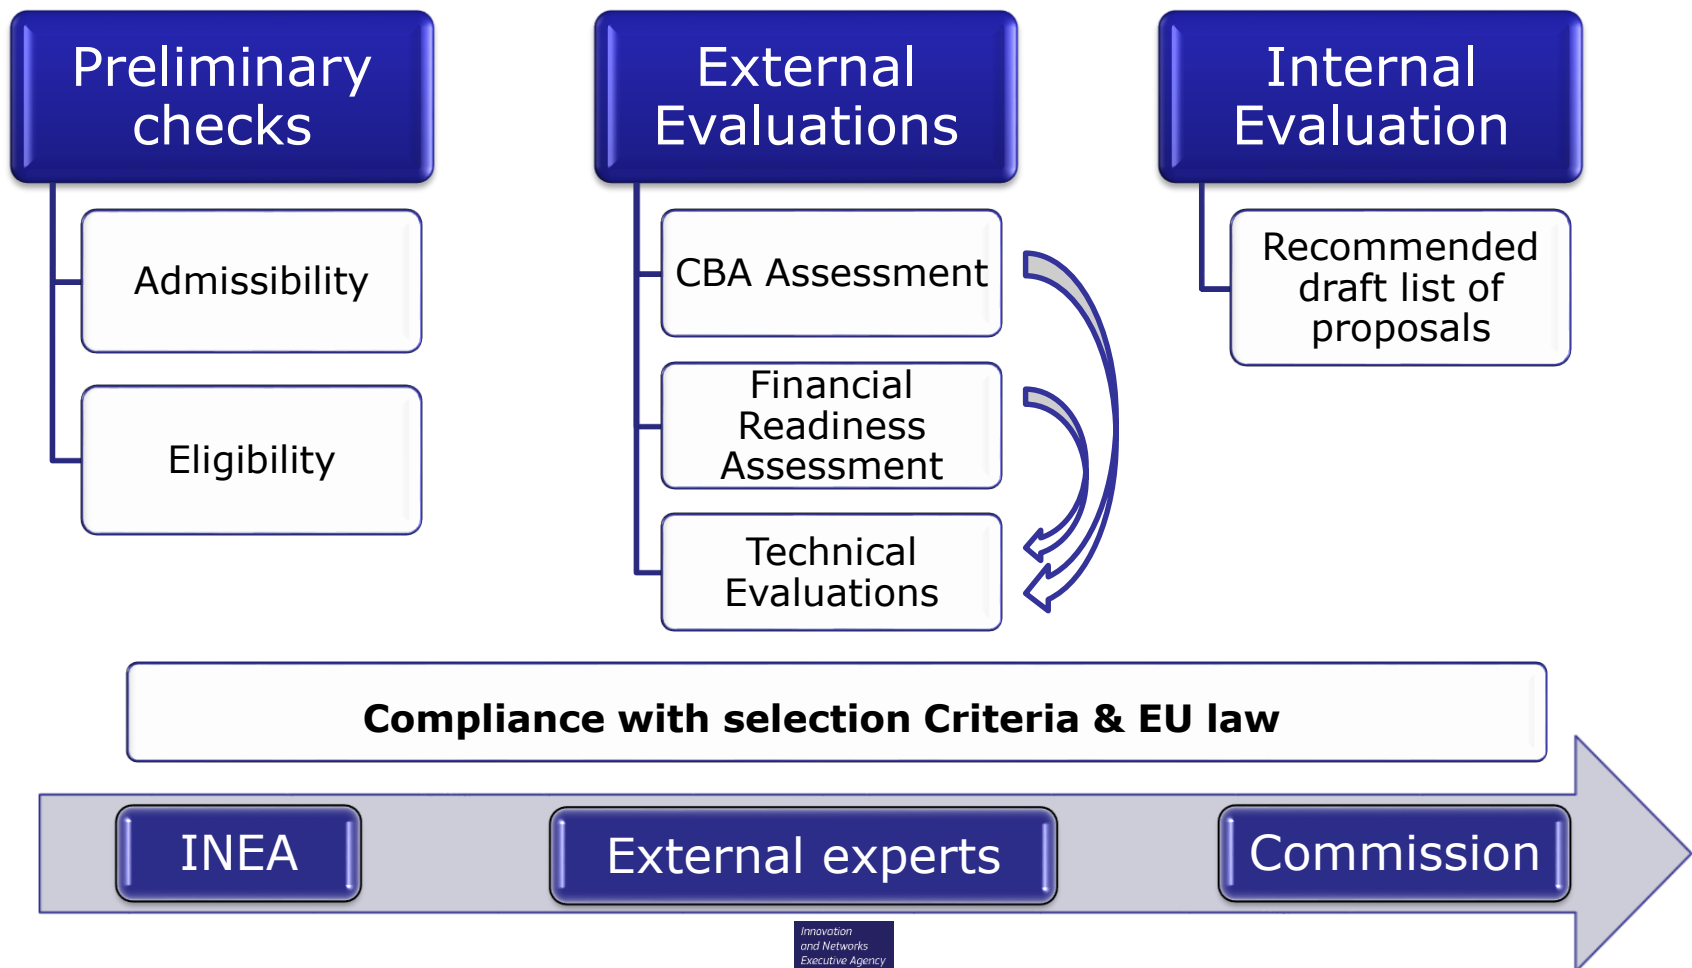 Preliminary
checks
Admissibility
Eligibility
External
Evaluations
CBA Assessment
Financial
Readiness
Assessment
Technical
Evaluations
Internal
Evaluation
Recommended
draft list of
proposals
Compliance with selection Criteria & EU law
INEA
External experts
Commission
Innovation
and Networks
Executive Agency